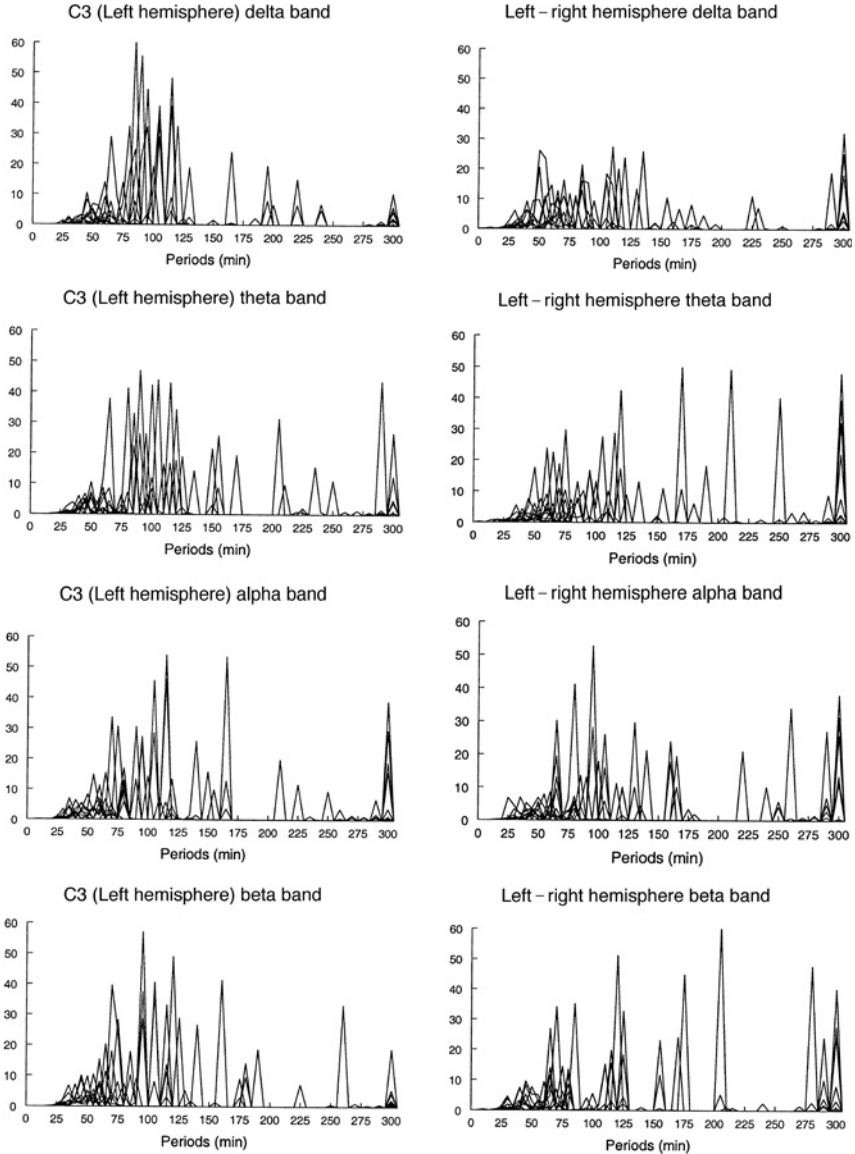 C3 (Left hemisphere) delta band
60
50
40
30
20
10
0
0 25 50 75 100 125 150 175 200 225 250 275 300
Periods (min)
Left – right hemisphere delta band
60
50
40
30
20
10
0
0 25 50 75 100 125 150 175 200 225 250 275 300
Periods (min)
C3 (Left hemisphere) theta band
60
50
40
30
20
10
0
0 25 50 75 100 125 150 175 200 225 250 275 300
Periods (min)
Left – right hemisphere theta band
60
50
40
30
20
10
0
0 25 50 75 100 125 150 175 200 225 250 275 300
Periods (min)
C3 (Left hemisphere) alpha band
60
50
40
30
20
10
0
0 25 50 75 100 125 150 175 200 225 250 275 300
Periods (min)
Left – right hemisphere alpha band
60
50
40
30
20
10
0
0 25 50 75 100 125 150 175 200 225 250 275 300
Periods (min)
C3 (Left hemisphere) beta band
60
50
40
30
20
10
0
0 25 50 75 100 125 150 175 200 225 250 275 300
Periods (min)
Left – right hemisphere beta band
60
50
40
30
20
10
0
0 25 50 75 100 125 150 175 200 225 250 275 300
Periods (min)